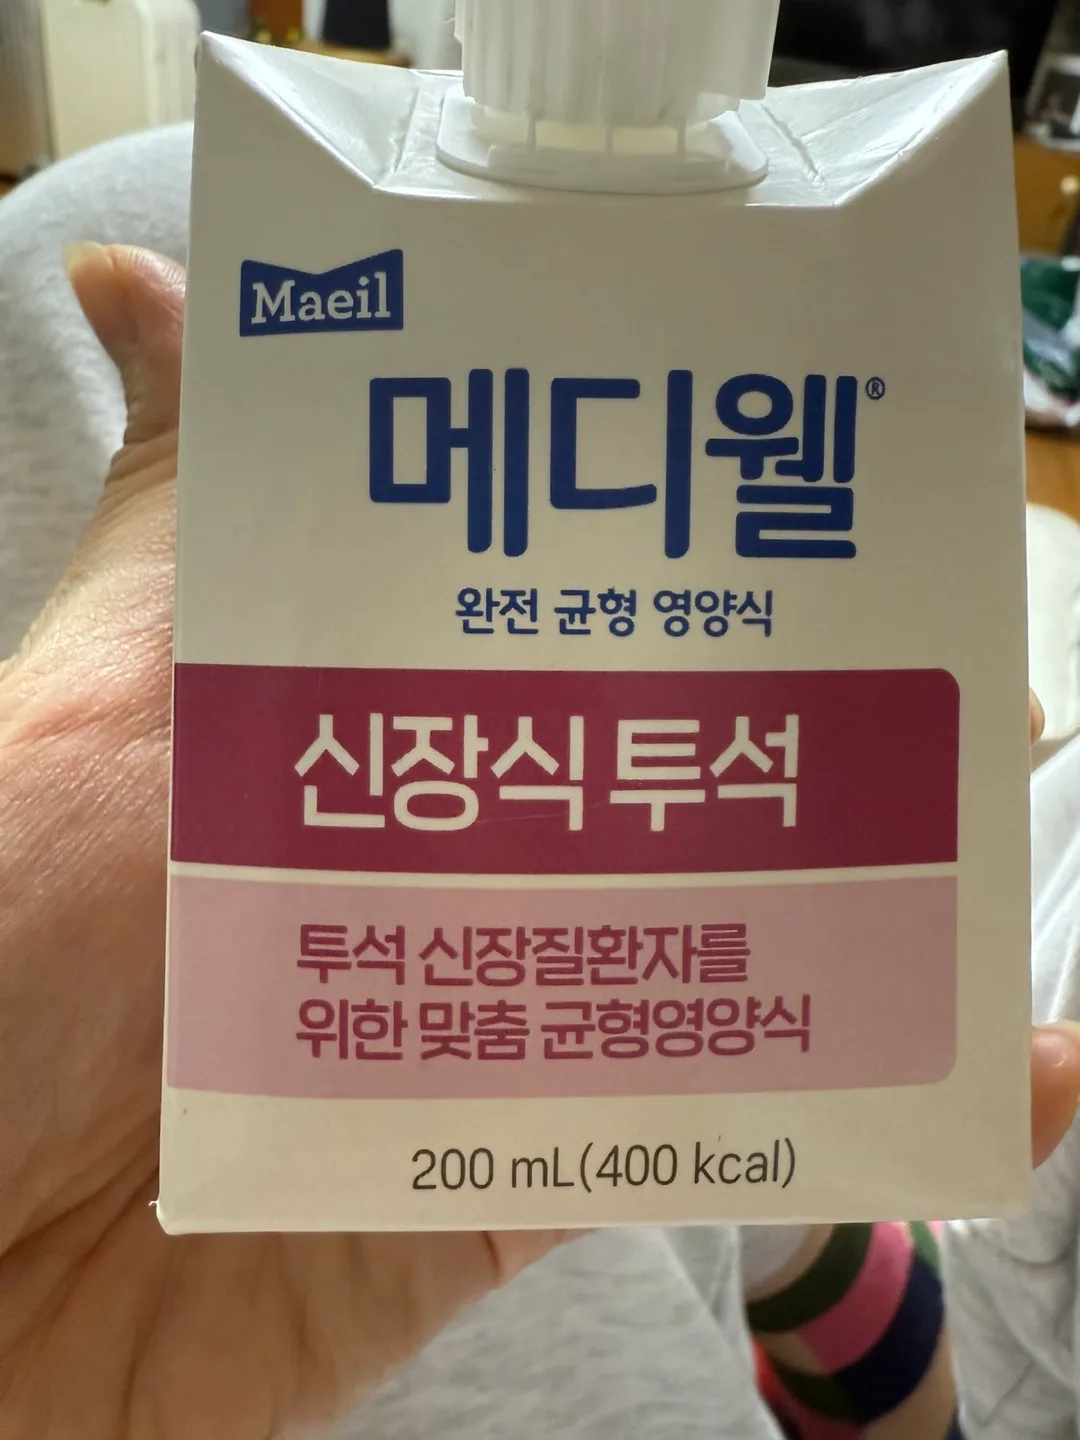 Maeil
메디웰®
완전 균형 영양식
신장식 투석
투석 신장질환자를
위한 맞춤 균형영양식
200 mL(400 kcal)